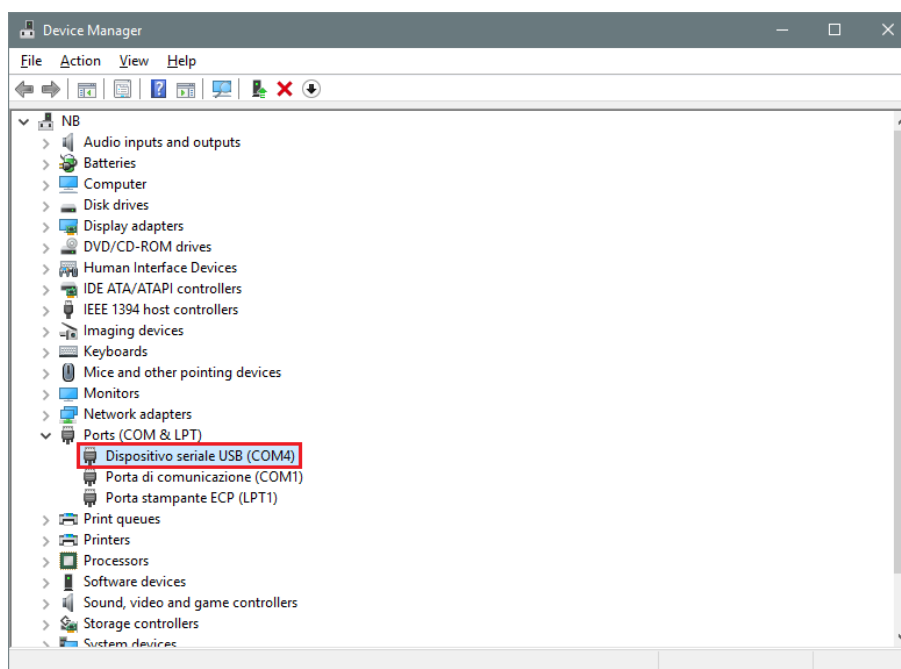 Device Manager
File Action View Help
NB
Audio inputs and outputs
Batteries
Computer
Disk drives
Display adapters
DVD/CD-ROM drives
Human Interface Devices
IDE ATA/ATAPI controllers
IEEE 1394 host controllers
Imaging devices
Keyboards
Mice and other pointing devices
Monitors
Network adapters
Ports (COM & LPT)
Dispositivo seriale USB (COM4)
Porta di comunicazione (COM1)
Porta stampante ECP (LPT1)
Print queues
Printers
Processors
Software devices
Sound, video and game controllers
Storage controllers
System devices